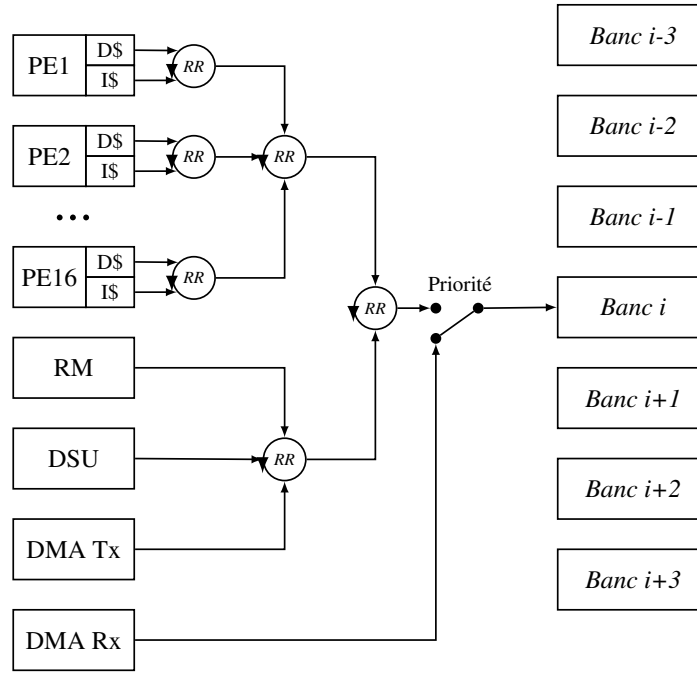 PE1
D$
I$
RR
PE2
D$
I$
RR
RR
...
PE16
D$
I$
RR
RR
Priorité
RM
DSU
RR
DMA Tx
DMA Rx
Banc i-3
Banc i-2
Banc i-1
Banc i
Banc i+1
Banc i+2
Banc i+3